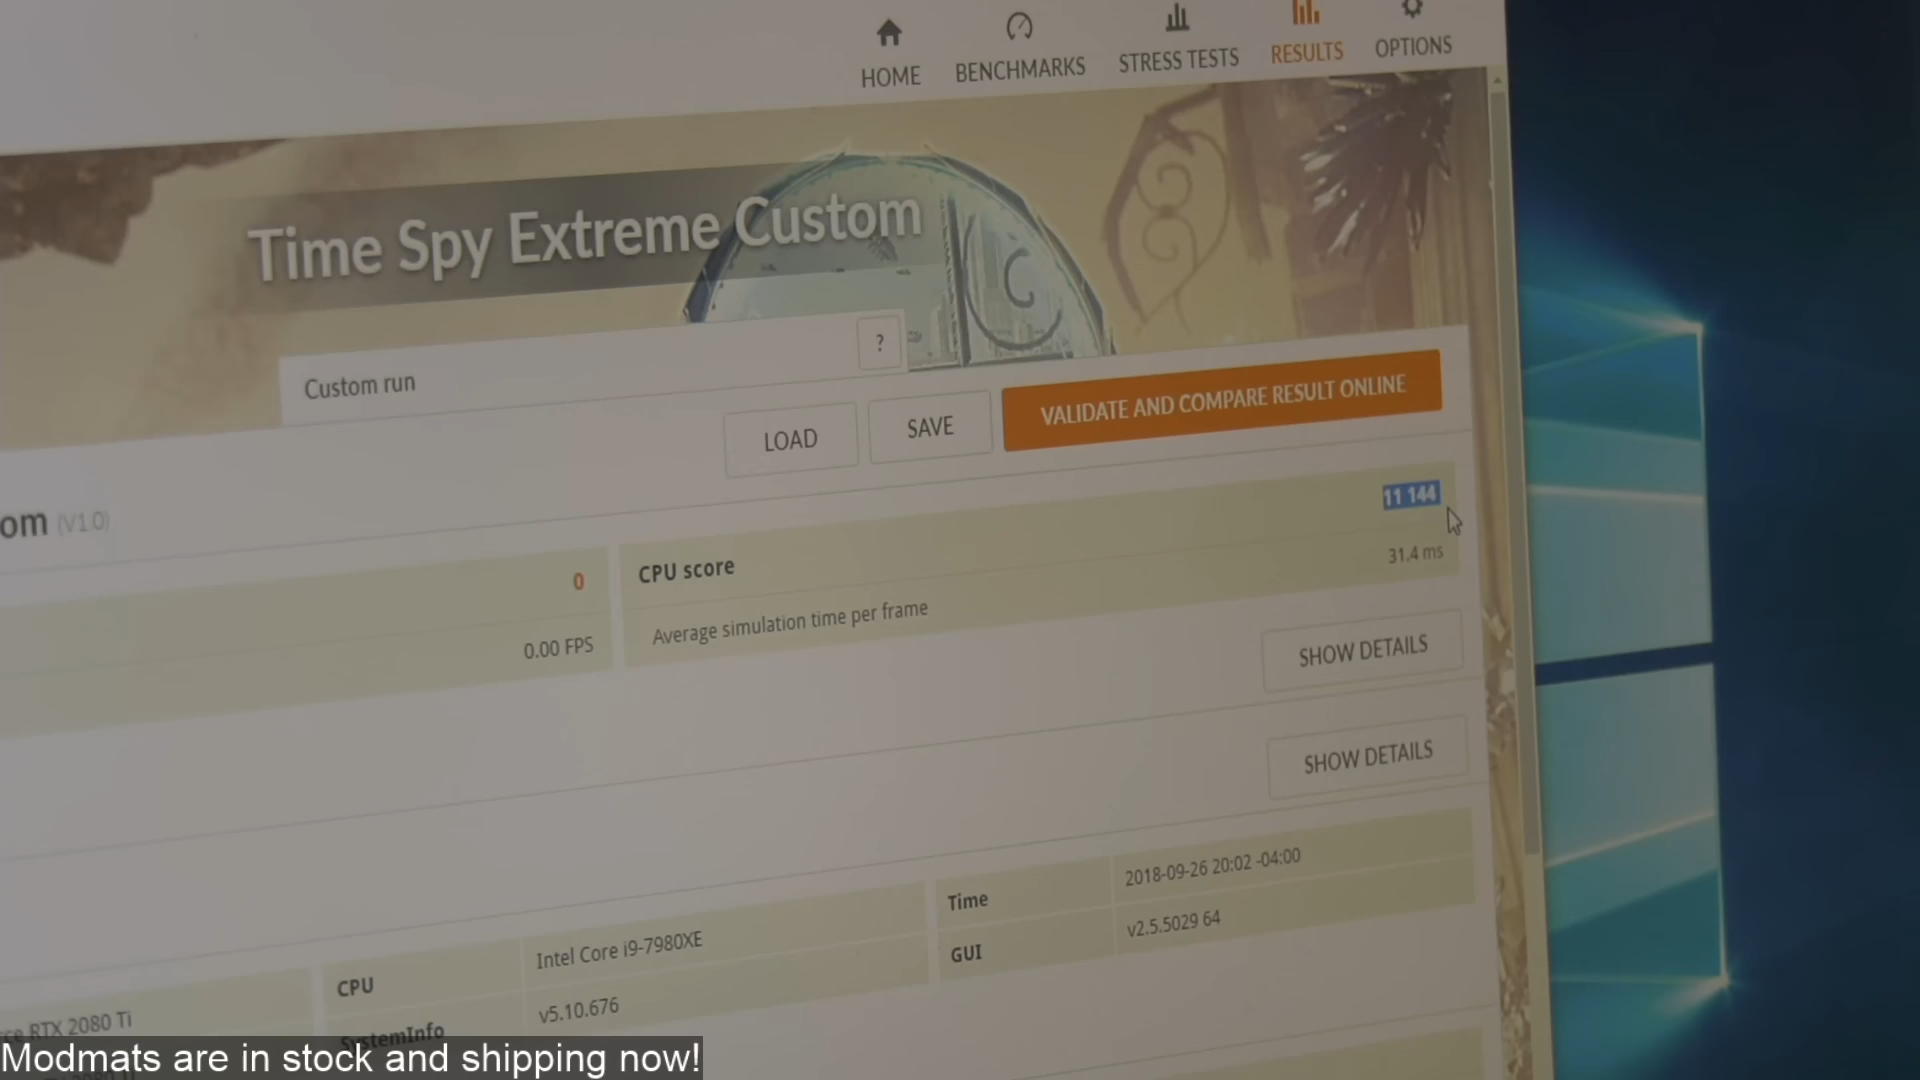 HOME
BENCHMARKS
STRESS TESTS
RESULTS
OPTIONS
Time Spy Extreme Custom
Custom run
?
LOAD
SAVE
VALIDATE AND COMPARE RESULT ONLINE
om (V1.0)
0
0.00 FPS
CPU score
11 144
Average simulation time per frame
31.4 ms
SHOW DETAILS
SHOW DETAILS
rce RTX 2080 Ti
CPU
Intel Core i9-7980XE
SystemInfo
v5.10.676
Time
2018-09-26 20:02 -04:00
GUI
v2.5.5029 64
Modmats are in stock and shipping now!